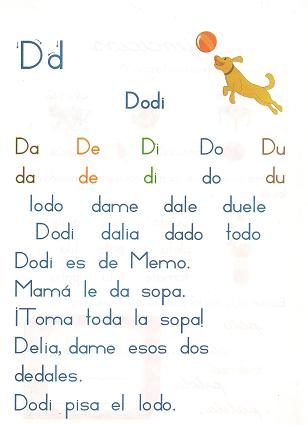 D d
Dodi
Da De Di Do Du
da de di do du
lodo dame dale duele
Dodi dalia dado todo
Dodi es de Memo.
Mamá le da sopa.
¡Toma toda la sopa!
Delia, dame esos dos
dedales.
Dodi pisa el lodo.